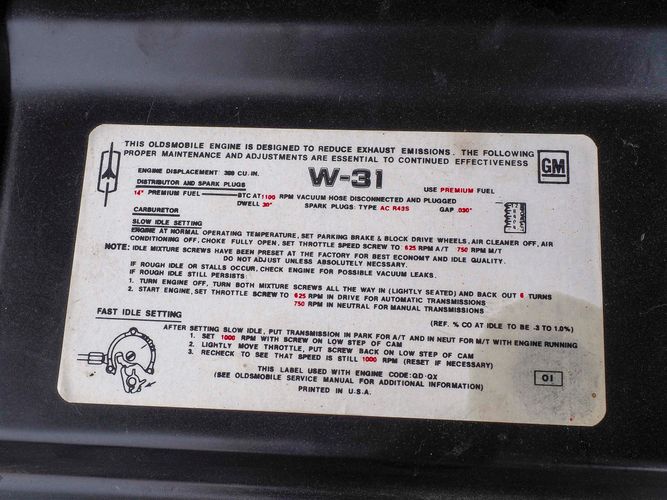 THIS OLDSMOBILE ENGINE IS DESIGNED TO REDUCE EXHAUST EMISSIONS. THE FOLLOWING
PROPER MAINTENANCE AND ADJUSTMENTS ARE ESSENTIAL TO CONTINUED EFFECTIVENESS
GM
ENGINE DISPLACEMENT CU. IN.
W-31
DISTRIBUTOR AND SPARK PLUGS
USE PREMIUM FUEL
14° PREMIUM FUEL BTC AT 1100 RPM VACUUM HOSE DISCONNECTED AND PLUGGED
DWELL 30° SPARK PLUGS: TYPE AC R43S GAP .030"
CARBURETOR
SLOW IDLE SETTING
ENGINE AT NORMAL OPERATING TEMPERATURE, SET PARKING BRAKE & BLOCK DRIVE WHEELS, AIR CLEANER OFF, AIR
CONDITIONING OFF, CHOKE FULLY OPEN, SET THROTTLE SPEED SCREW TO 625 RPM A/T 750 RPM M/T
NOTE: IDLE MIXTURE SCREWS HAVE BEEN PRESET AT THE FACTORY FOR BEST ECONOMY AND IDLE QUALITY.
DO NOT ADJUST UNLESS ABSOLUTELY NECESSARY.
IF ROUGH IDLE OR STALLS OCCUR, CHECK ENGINE FOR POSSIBLE VACUUM LEAKS.
IF ROUGH IDLE STILL PERSISTS:
1. TURN ENGINE OFF, TURN BOTH MIXTURE SCREWS ALL THE WAY IN (LIGHTLY SEATED) AND BACK OUT 6 TURNS
2. START ENGINE, SET THROTTLE SCREW TO 625 RPM IN DRIVE FOR AUTOMATIC TRANSMISSIONS
750 RPM IN NEUTRAL FOR MANUAL TRANSMISSIONS
(REF. % CO AT IDLE TO BE .3 TO 1.0%)
FAST IDLE SETTING
AFTER SETTING SLOW IDLE, PUT TRANSMISSION IN PARK FOR A/T AND IN NEUT FOR M/T WITH ENGINE RUNNING
1. SET 1000 RPM WITH SCREW ON LOW STEP OF CAM
2. LIGHTLY MOVE THROTTLE, PUT SCREW BACK ON LOW STEP OF CAM
3. RECHECK TO SEE THAT SPEED IS STILL 1000 RPM (RESET IF NECESSARY)
THIS LABEL USED WITH ENGINE CODE: QD-QX
(SEE OLDSMOBILE SERVICE MANUAL FOR ADDITIONAL INFORMATION)
PRINTED IN U.S.A.
OI